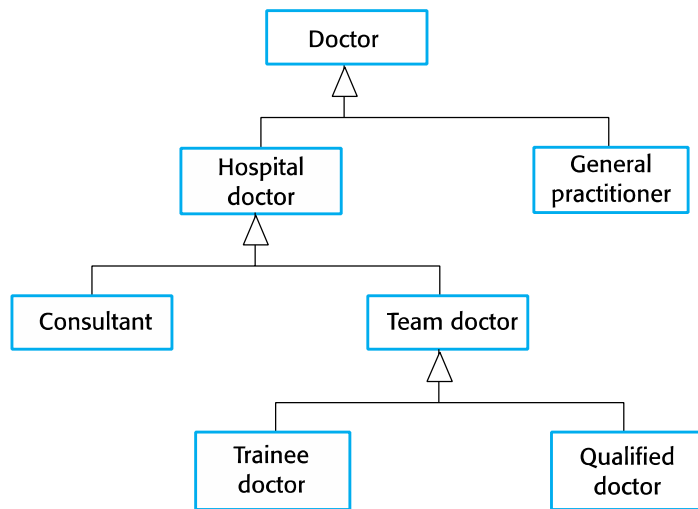 Doctor
Hospital
doctor
General
practitioner
Consultant
Team doctor
Trainee
doctor
Qualified
doctor